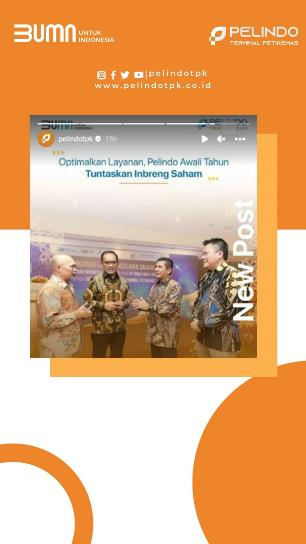 BUMN UNTUK
INDONESIA
PELINDO
TERMINAL PETIKEMAS
|pelindotpk
www.pelindotpk.co.id
BUMN
pelindotpk 15h
Optimalkan Layanan, Pelindo Awali Tahun
Tuntaskan Inbreng Saham
New Post